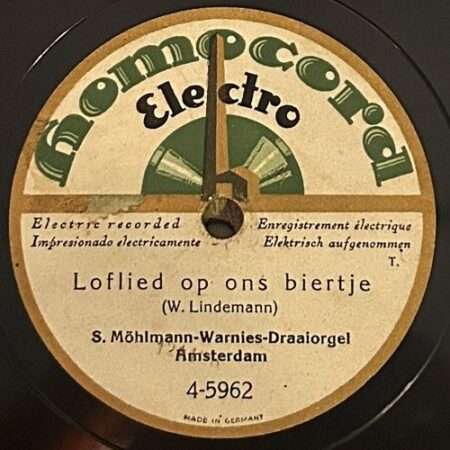 Homocord
Electro
Electric recorded Enregistrement électrique
Impresionado electricamente Elektrisch aufgenommen
T.
Loflied op ons biertje
(W. Lindemann)
S. Möhlmann-Warnies-Draaiorgel
Amsterdam
4-5962
MADE IN GERMANY